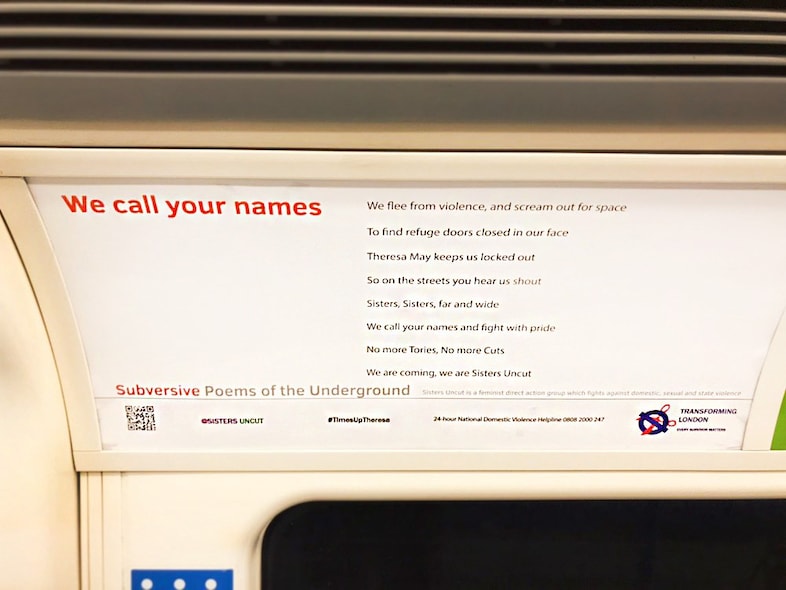 We call your names
We flee from violence, and scream out for space
To find refuge doors closed in our face
Theresa May keeps us locked out
So on the streets you hear us shout
Sisters, Sisters, far and wide
We call your names and fight with pride
No more Tories, No more Cuts
We are coming, we are Sisters Uncut
Subversive Poems of the Underground
Sisters Uncut is a feminist direct action group which fights against domestic, sexual and state violence
@SISTERS UNCUT
#TimesUpTheresa
24-hour National Domestic Violence Helpline 0808 2000 247
TRANSFORMING
LONDON
EVERY SURVIVOR MATTERS